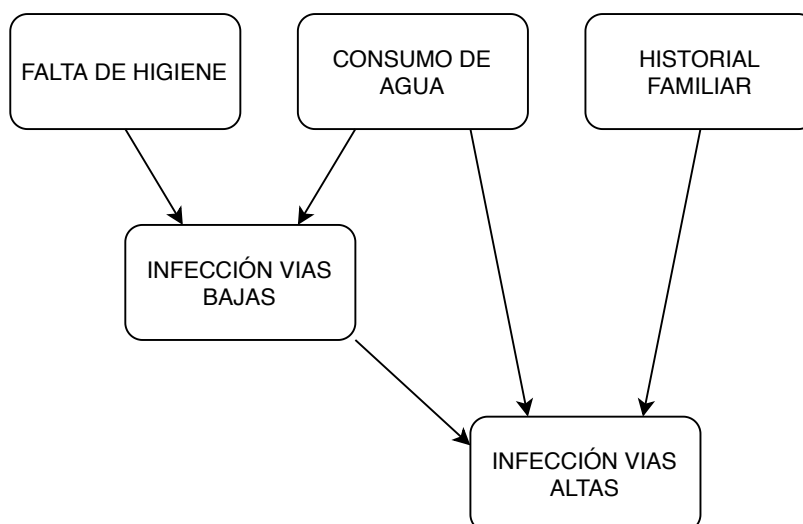 FALTA DE HIGIENE
CONSUMO DE
AGUA
HISTORIAL
FAMILIAR
INFECCIÓN VIAS
BAJAS
INFECCIÓN VIAS
ALTAS